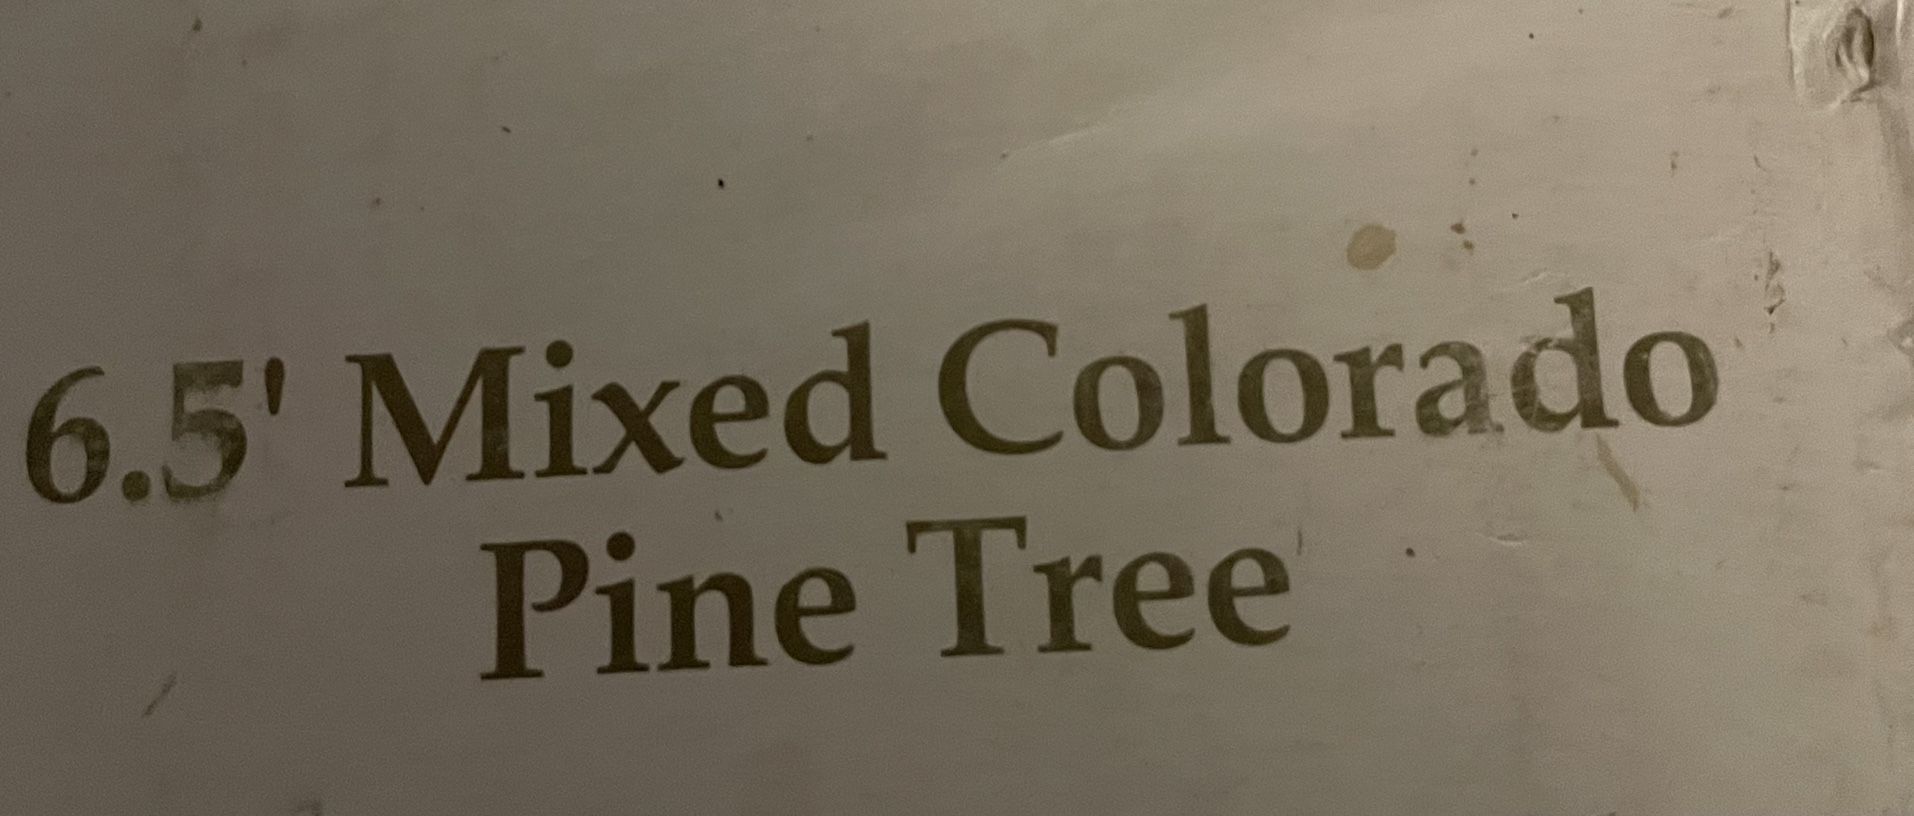 6.5' Mixed Colorado
Pine Tree